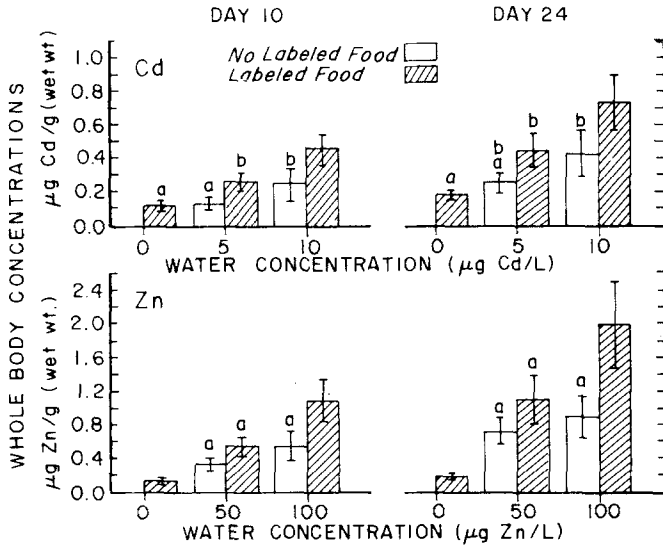 DAY 10 DAY 24
No Labeled Food
Labeled Food
Cd
WHOLE BODY CONCENTRATIONS
µg Cd/g (wet wt)
1.0
0.8
0.6
0.4
0.2
0.0
a a b b
a b a b b
0 5 10 0 5 10
WATER CONCENTRATION (µg Cd/L)
Zn
µg Zn/g (wet wt.)
2.4
2.0
1.6
1.2
0.8
0.4
0.0
a a a
a a a
0 50 100 0 50 100
WATER CONCENTRATION (µg Zn/L)